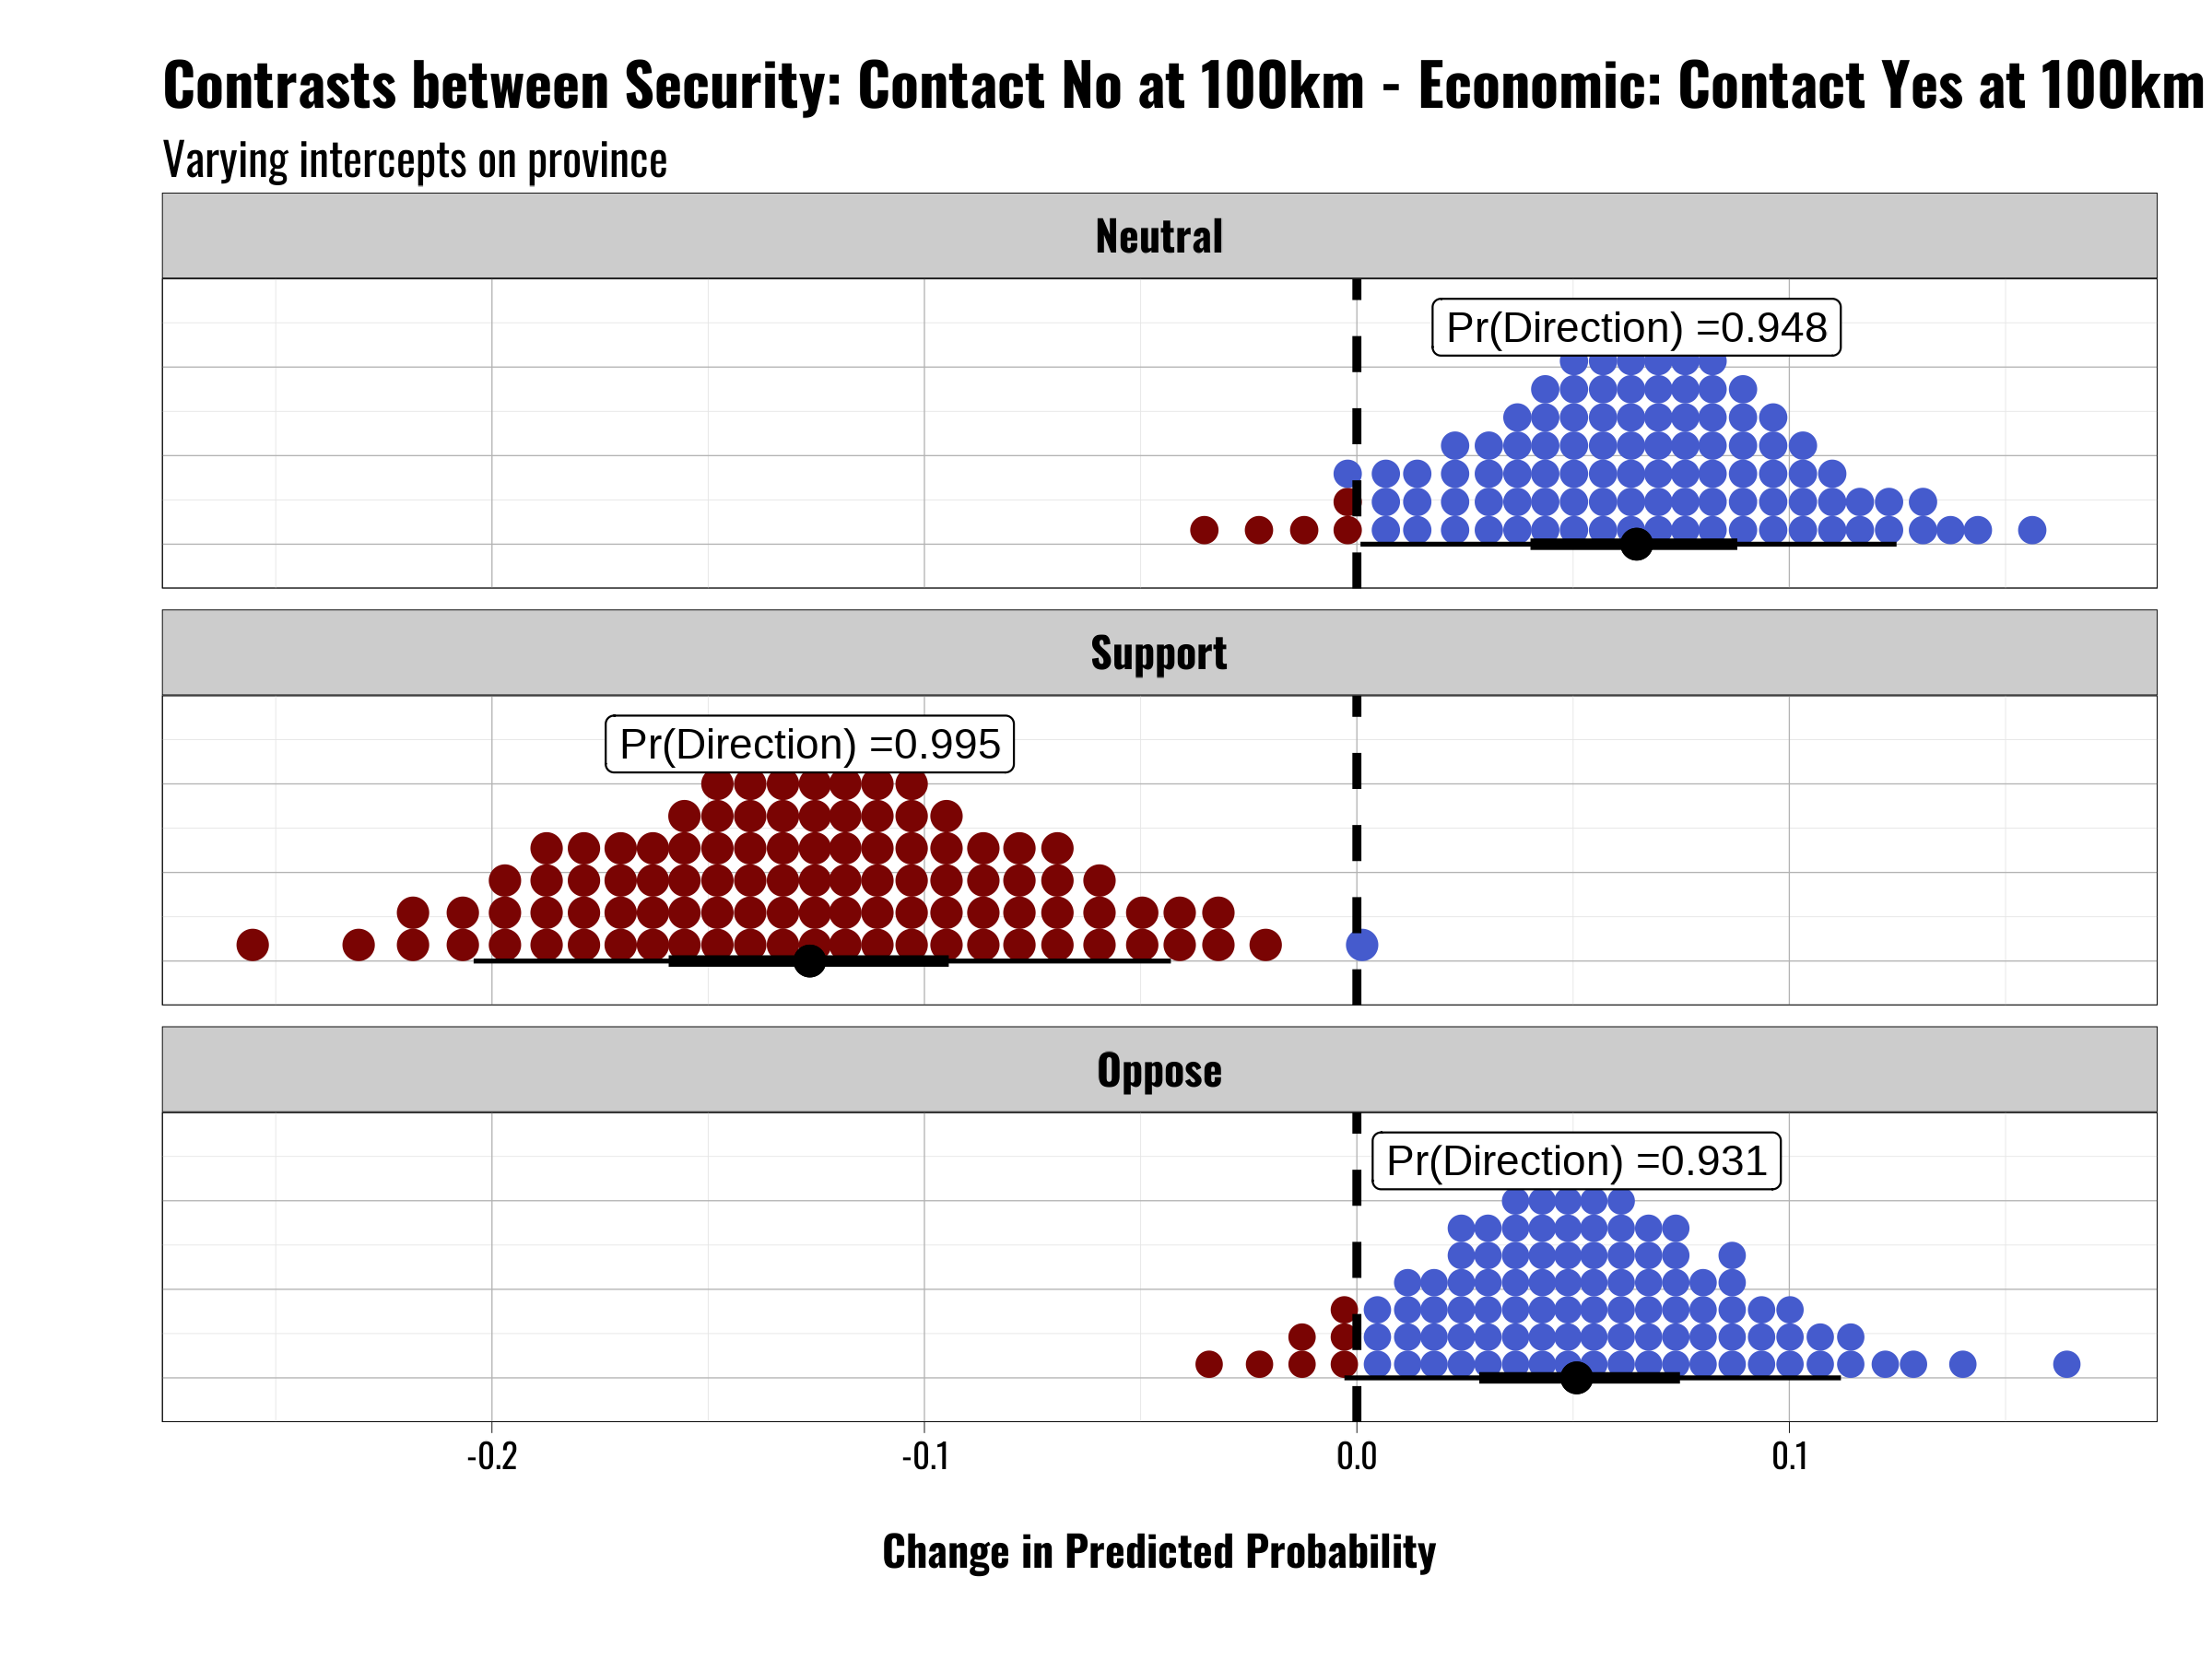 Contrasts between Security: Contact No at 100km - Economic: Contact Yes at 100km
Varying intercepts on province
Neutral
Pr(Direction) =0.948
Support
Pr(Direction) =0.995
Oppose
Pr(Direction) =0.931
-0.2 -0.1 0.0 0.1
Change in Predicted Probability